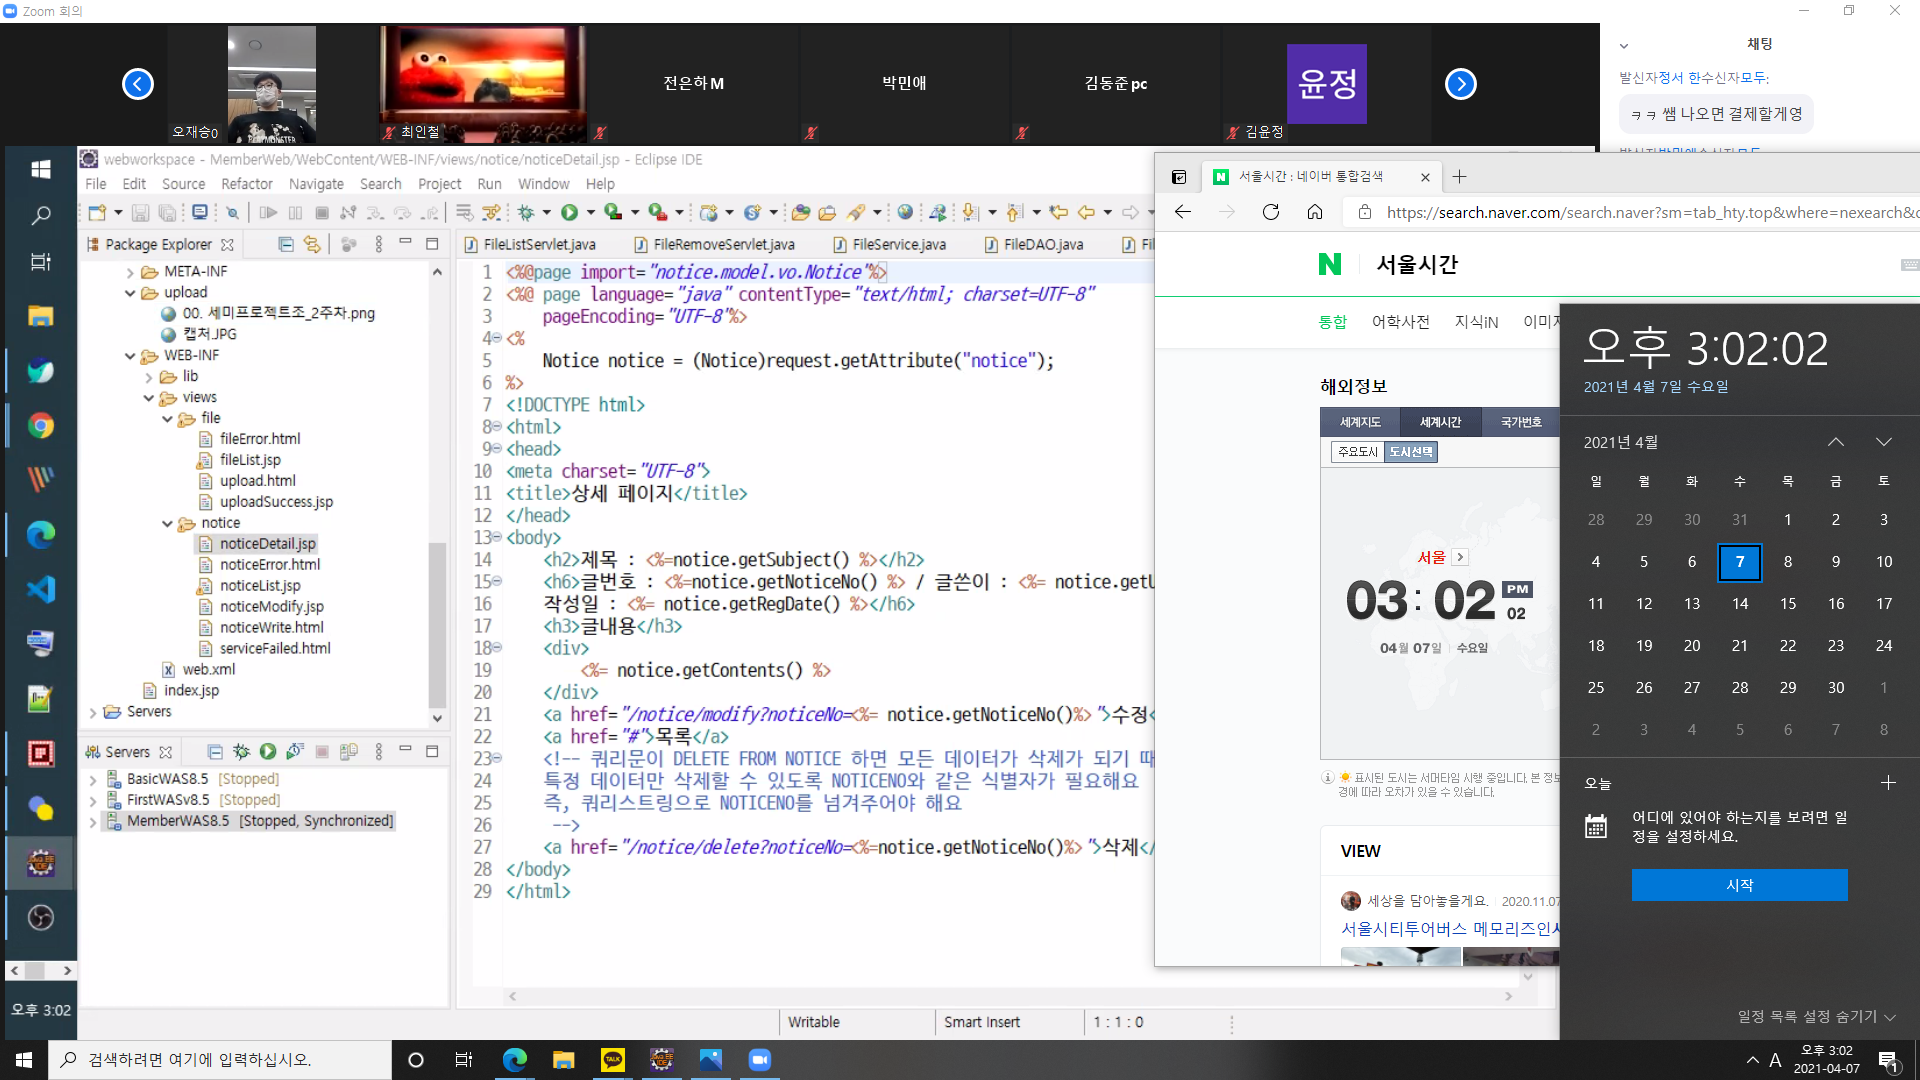 Zoom 회의
오재승0
최인철
전은하M
박민애
김동준pc
윤정
김윤정
채팅
발신자정서 한수신자모두:
ㅋㅋ 쌤 나오면 결제할게영
webworkspace - MemberWeb/WebContent/WEB-INF/views/notice/noticeDetail.jsp - Eclipse IDE
File Edit Source Refactor Navigate Search Project Run Window Help
Package Explorer
META-INF
upload
00. 세미프로젝트조_2주차.png
캡처.JPG
WEB-INF
lib
views
file
fileError.html
fileList.jsp
upload.html
uploadSuccess.jsp
notice
noticeDetail.jsp
noticeError.html
noticeList.jsp
noticeModify.jsp
noticeWrite.html
serviceFailed.html
web.xml
index.jsp
Servers
Servers
BasicWAS8.5 [Stopped]
FirstWASv8.5 [Stopped]
MemberWAS8.5 [Stopped, Synchronized]
오후 3:02
FileListServlet.java FileRemoveServlet.java FileService.java FileDAO.java Fi
1 <%@page import="notice.model.vo.Notice"%>
2 <%@ page language="java" contentType="text/html; charset=UTF-8"
3 pageEncoding="UTF-8"%>
4 <%
5 Notice notice = (Notice)request.getAttribute("notice");
6 %>
7 <!DOCTYPE html>
8 <html>
9 <head>
10 <meta charset="UTF-8">
11 <title>상세 페이지</title>
12 </head>
13 <body>
14 <h2>제목 : <%=notice.getSubject() %></h2>
15 <h6>글번호 : <%=notice.getNoticeNo() %> / 글쓴이 : <%= notice.getU
16 작성일 : <%= notice.getRegDate() %></h6>
17 <h3>글내용</h3>
18 <div>
19 <%= notice.getContents() %>
20 </div>
21 <a href="/notice/modify?noticeNo=<%= notice.getNoticeNo()%>">수정<
22 <a href="#">목록</a>
23 <!-- 쿼리문이 DELETE FROM NOTICE 하면 모든 데이터가 삭제가 되기 때
24 특정 데이터만 삭제할 수 있도록 NOTICENO와 같은 식별자가 필요해요
25 즉, 쿼리스트링으로 NOTICENO를 넘겨주어야 해요
26 -->
27 <a href="/notice/delete?noticeNo=<%=notice.getNoticeNo()%>">삭제</
28 </body>
29 </html>
Writable
Smart Insert
1 : 1 : 0
서울시간 : 네이버 통합검색
https://search.naver.com/search.naver?sm=tab_hty.top&where=nexearch&
N 서울시간
통합 어학사전 지식iN 이미지
해외정보
세계지도 세계시간 국가번호
주요도시 도시선택
서울
03:02 PM 02
04월 07일 수요일
표시된 도시는 서머타임 시행 중입니다. 본 정보
경에 따라 오차가 있을 수 있습니다.
VIEW
세상을 담아놓을게요. 2020.11.07
서울시티투어버스 메모리즈인서
오후 3:02:02
2021년 4월 7일 수요일
2021년 4월
일 월 화 수 목 금 토
28 29 30 31 1 2 3
4 5 6 7 8 9 10
11 12 13 14 15 16 17
18 19 20 21 22 23 24
25 26 27 28 29 30 1
2 3 4 5 6 7 8
오늘
어디에 있어야 하는지를 보려면 일
정을 설정하세요.
시작
일정 목록 설정 숨기기
검색하려면 여기에 입력하십시오.
TALK
A
오후 3:02
2021-04-07
1